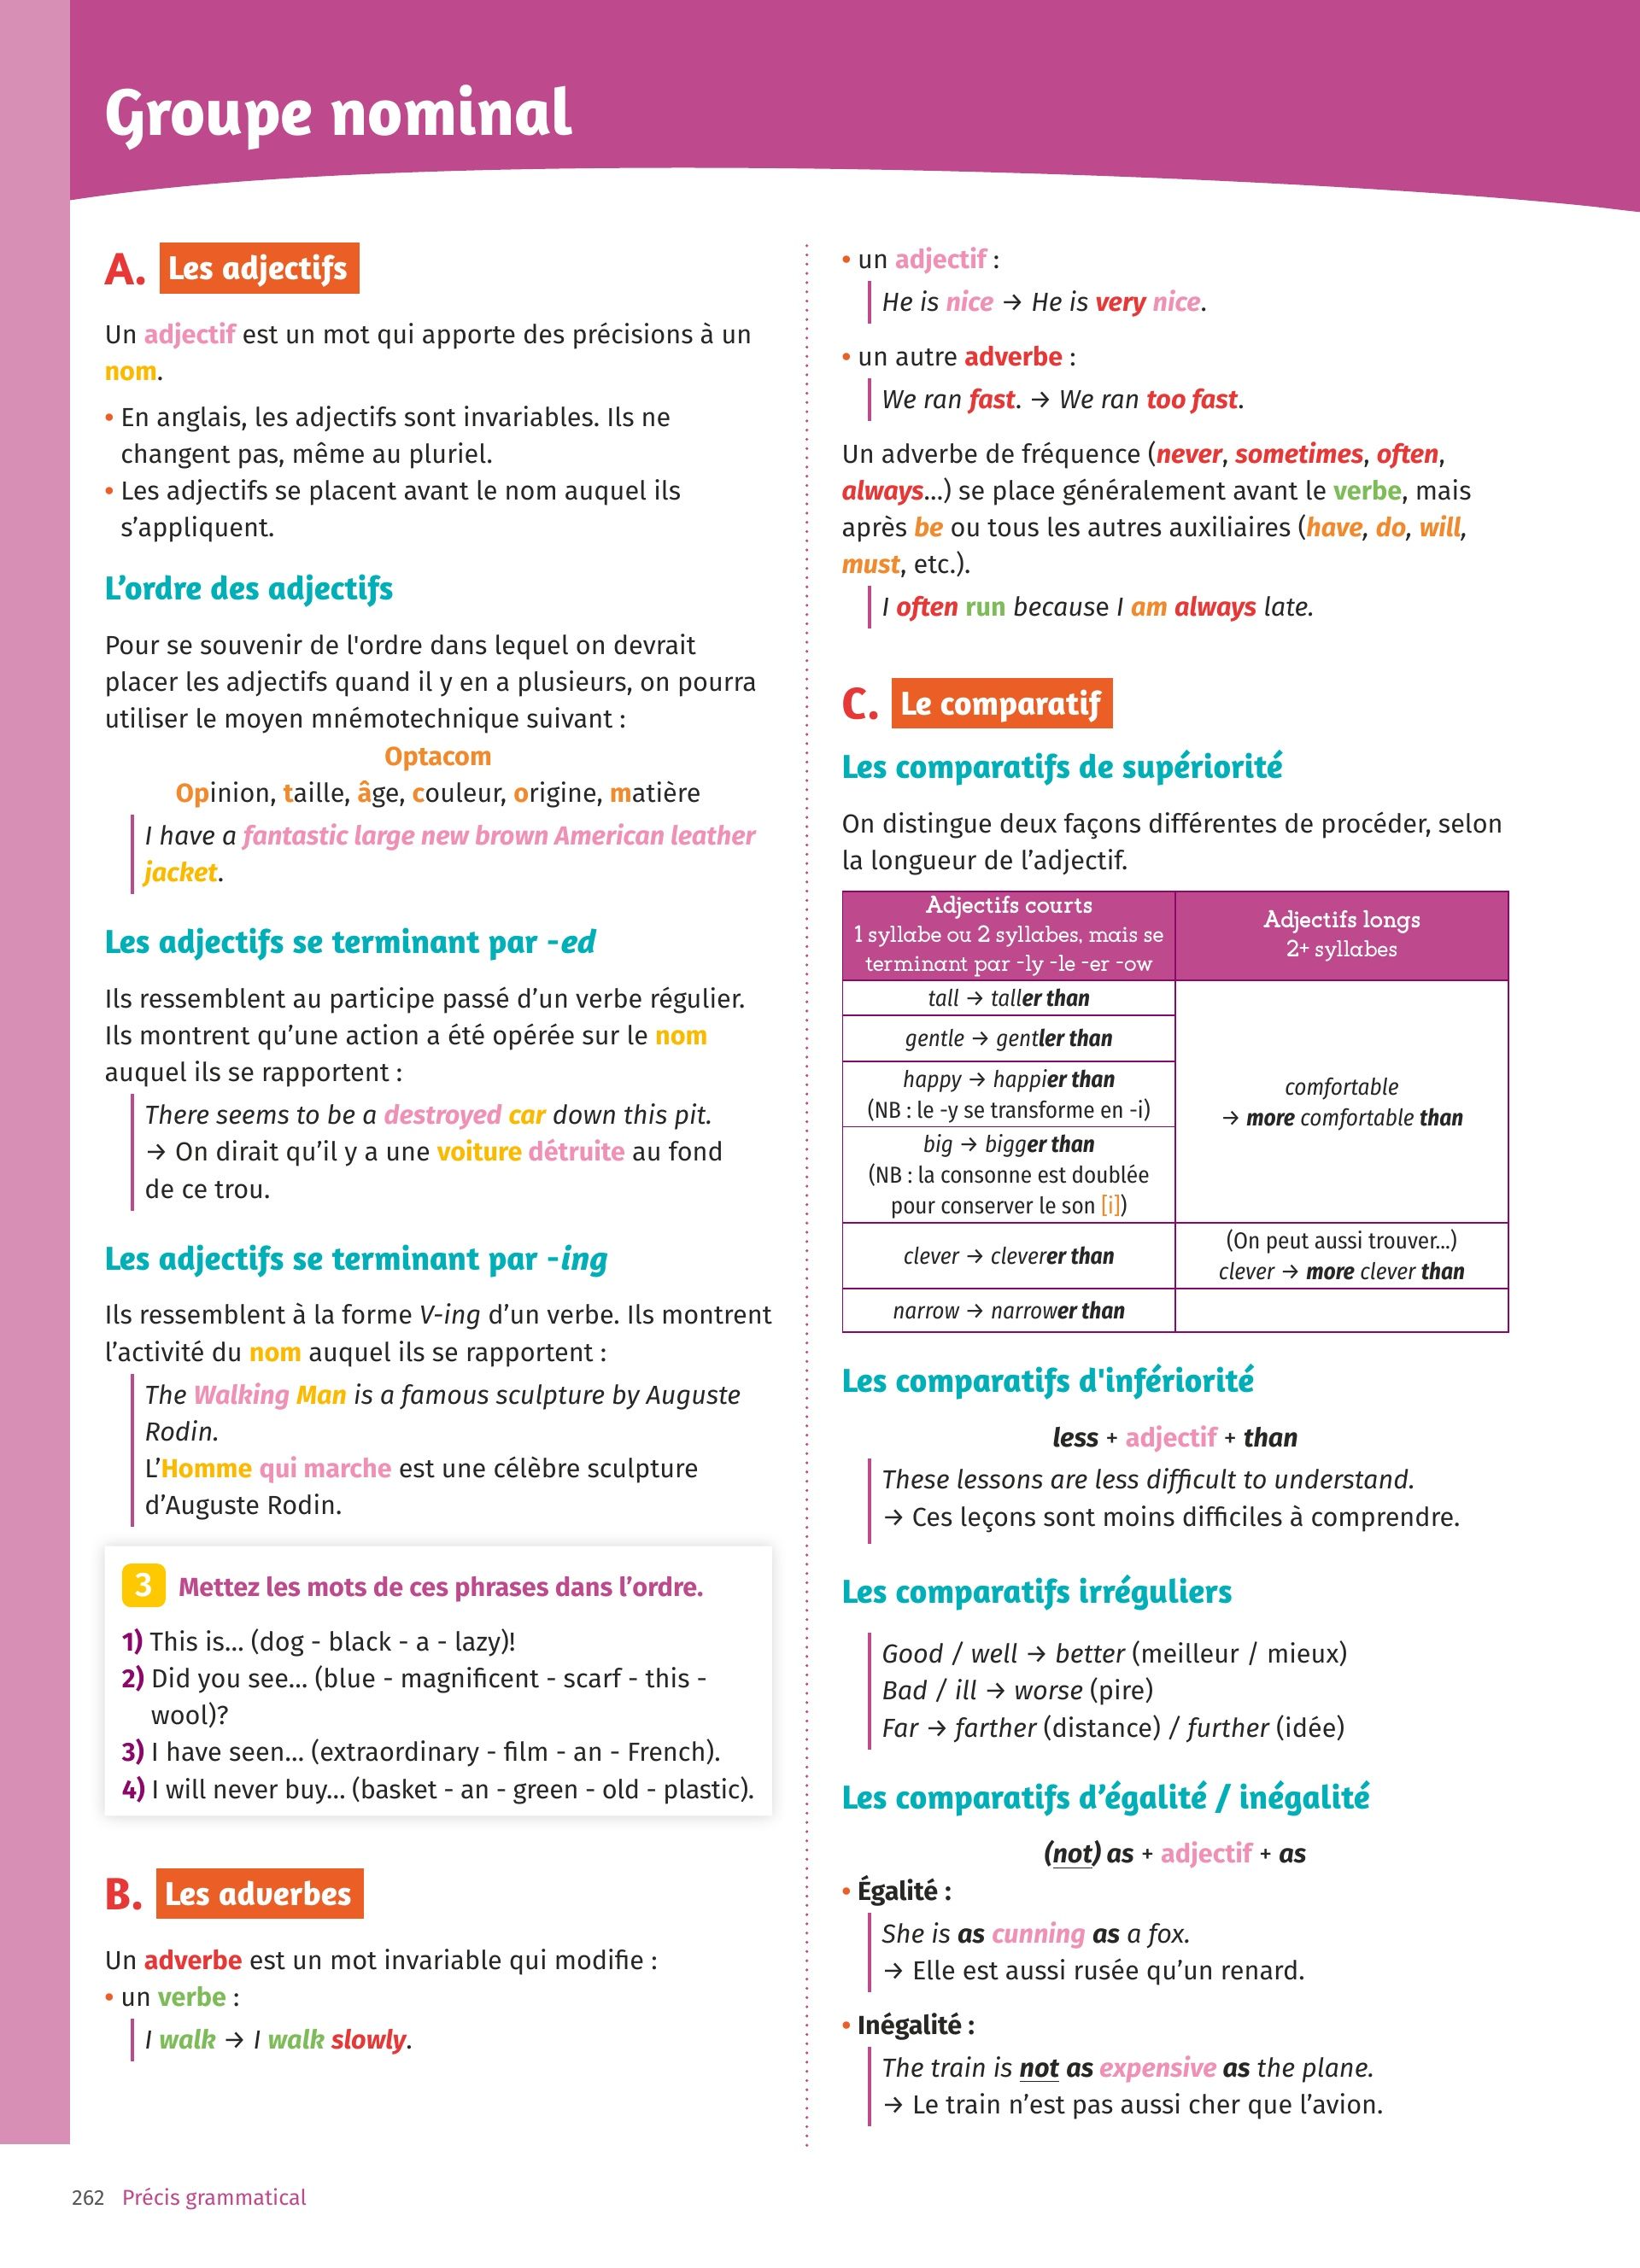 Groupe nominal
A. Les adjectifs
Un adjectif est un mot qui apporte des précisions à un
nom.
• En anglais, les adjectifs sont invariables. Ils ne
changent pas, même au pluriel.
• Les adjectifs se placent avant le nom auquel ils
s’appliquent.
L’ordre des adjectifs
Pour se souvenir de l'ordre dans lequel on devrait
placer les adjectifs quand il y en a plusieurs, on pourra
utiliser le moyen mnémotechnique suivant :
Optacom
Opinion, taille, âge, couleur, origine, matière
I have a fantastic large new brown American leather
jacket.
Les adjectifs se terminant par -ed
Ils ressemblent au participe passé d’un verbe régulier.
Ils montrent qu’une action a été opérée sur le nom
auquel ils se rapportent :
There seems to be a destroyed car down this pit.
→ On dirait qu’il y a une voiture détruite au fond
de ce trou.
Les adjectifs se terminant par -ing
Ils ressemblent à la forme V-ing d’un verbe. Ils montrent
l’activité du nom auquel ils se rapportent :
The Walking Man is a famous sculpture by Auguste
Rodin.
L’Homme qui marche est une célèbre sculpture
d’Auguste Rodin.
3 Mettez les mots de ces phrases dans l’ordre.
1) This is... (dog - black - a - lazy)!
2) Did you see... (blue - magnificent - scarf - this -
wool)?
3) I have seen... (extraordinary - film - an - French).
4) I will never buy... (basket - an - green - old - plastic).
B. Les adverbes
Un adverbe est un mot invariable qui modifie :
• un verbe :
I walk → I walk slowly.
• un adjectif :
He is nice → He is very nice.
• un autre adverbe :
We ran fast. → We ran too fast.
Un adverbe de fréquence (never, sometimes, often,
always...) se place généralement avant le verbe, mais
après be ou tous les autres auxiliaires (have, do, will,
must, etc.).
I often run because I am always late.
C. Le comparatif
Les comparatifs de supériorité
On distingue deux façons différentes de procéder, selon
la longueur de l’adjectif.
Adjectifs courts
1 syllabe ou 2 syllabes, mais se
terminant par -ly -le -er -ow
Adjectifs longs
2+ syllabes
tall → taller than
gentle → gentler than
happy → happier than
(NB : le -y se transforme en -i)
big → bigger than
(NB : la consonne est doublée
pour conserver le son [i])
comfortable
→ more comfortable than
clever → cleverer than
(On peut aussi trouver...)
clever → more clever than
narrow → narrower than
Les comparatifs d'infériorité
less + adjectif + than
These lessons are less difficult to understand.
→ Ces leçons sont moins difficiles à comprendre.
Les comparatifs irréguliers
Good / well → better (meilleur / mieux)
Bad / ill → worse (pire)
Far → farther (distance) / further (idée)
Les comparatifs d’égalité / inégalité
(not) as + adjectif + as
• Égalité :
She is as cunning as a fox.
→ Elle est aussi rusée qu’un renard.
• Inégalité :
The train is not as expensive as the plane.
→ Le train n’est pas aussi cher que l’avion.
262 Précis grammatical